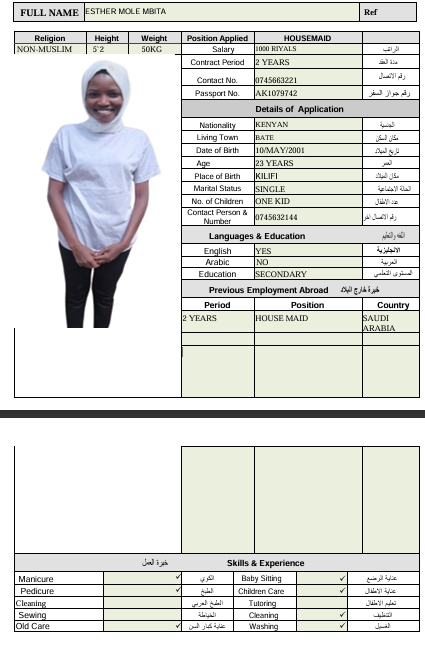 FULL NAME ESTHER MOLE MBITA Ref
Religion Height Weight Position Applied HOUSEMAID
NON-MUSLIM 5`2 50KG Salary 1000 RIYALS الراتب
Contract Period 2 YEARS مدة العقد
Contact No. 0745663221 رقم الاتصال
Passport No. AK1079742 رقم جواز السفر
Details of Application
Nationality KENYAN الجنسية
Living Town BATE مكان السكن
Date of Birth 10/MAY/2001 تاريخ الميلاد
Age 23 YEARS العمر
Place of Birth KILIFI مكان الميلاد
Marital Status SINGLE الحالة الاجتماعية
No. of Children ONE KID عدد الاطفال
Contact Person & Number 0745632144 رقم الاتصال اخر
Languages & Education اللغة والتعليم
English YES الانجليزية
Arabic NO العربية
Education SECONDARY المستوى التعلمي
Previous Employment Abroad خبرة خارج البلاد
Period Position Country
2 YEARS HOUSE MAID SAUDI
ARABIA
خبرة العمل Skills & Experience
Manicure ✓ الكوي Baby Sitting ✓ عناية الرضع
Pedicure ✓ الطبخ Children Care ✓ عناية الاطفال
Cleaning الطبخ العربي Tutoring تعليم الاطفال
Sewing الخياطة Cleaning ✓ التنظيف
Old Care ✓ عناية كبار السن Washing ✓ الغسيل